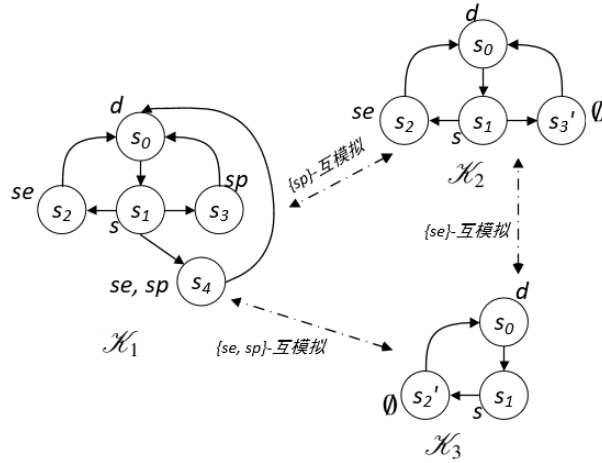 d
s₀
se
s₂
s₁
s
sp
s₃
s₄
se, sp
𝒦₁
{sp}-互模拟
d
s₀
se
s₂
s₁
s
s₃'
∅
𝒦₂
{se}-互模拟
{se, sp}-互模拟
d
s₀
s₂'
∅
s₁
s
𝒦₃